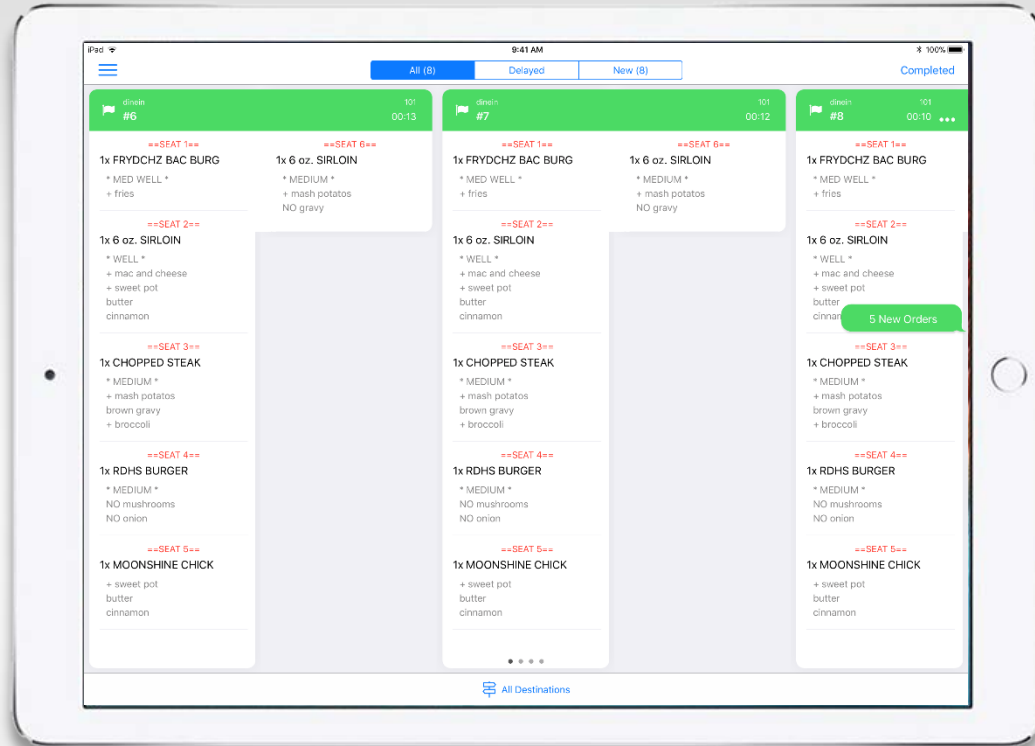 iPad
9:41 AM
100%
All (8)
Delayed
New (8)
Completed
dinein
101
#6
00:13
==SEAT 1==
1x FRYDCHZ BAC BURG
* MED WELL *
+ fries
==SEAT 2==
1x 6 oz. SIRLOIN
* WELL *
+ mac and cheese
+ sweet pot
butter
cinnamon
==SEAT 3==
1x CHOPPED STEAK
* MEDIUM *
+ mash potatos
brown gravy
+ broccoli
==SEAT 4==
1x RDHS BURGER
* MEDIUM *
NO mushrooms
NO onion
==SEAT 5==
1x MOONSHINE CHICK
+ sweet pot
butter
cinnamon
==SEAT 6==
1x 6 oz. SIRLOIN
* MEDIUM *
+ mash potatos
NO gravy
dinein
101
#7
00:12
==SEAT 1==
1x FRYDCHZ BAC BURG
* MED WELL *
+ fries
==SEAT 2==
1x 6 oz. SIRLOIN
* WELL *
+ mac and cheese
+ sweet pot
butter
cinnamon
==SEAT 3==
1x CHOPPED STEAK
* MEDIUM *
+ mash potatos
brown gravy
+ broccoli
==SEAT 4==
1x RDHS BURGER
* MEDIUM *
NO mushrooms
NO onion
==SEAT 5==
1x MOONSHINE CHICK
+ sweet pot
butter
cinnamon
==SEAT 6==
1x 6 oz. SIRLOIN
* MEDIUM *
+ mash potatos
NO gravy
dinein
101
#8
00:10
==SEAT 1==
1x FRYDCHZ BAC BURG
* MED WELL *
+ fries
==SEAT 2==
1x 6 oz. SIRLOIN
* WELL *
+ mac and cheese
+ sweet pot
butter
5 New Orders
==SEAT 3==
1x CHOPPED STEAK
* MEDIUM *
+ mash potatos
brown gravy
+ broccoli
==SEAT 4==
1x RDHS BURGER
* MEDIUM *
NO mushrooms
NO onion
==SEAT 5==
1x MOONSHINE CHICK
+ sweet pot
butter
cinnamon
All Destinations